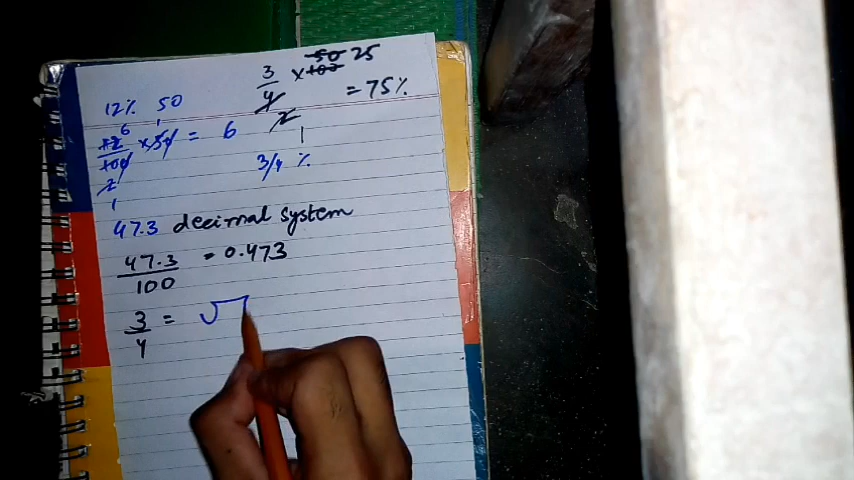 12% 50
12/100 × 50 = 6
6
1
2
1
3/4 × 100 = 75%
50 25
2
1
3/4 %
47.3 decimal system
47.3/100 = 0.473
3/4 = √